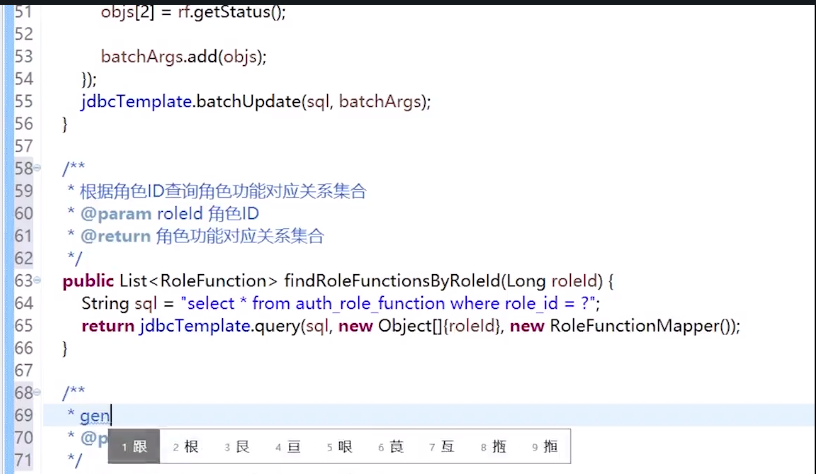 51 objs[2] = rf.getStatus();
52
53 batchArgs.add(objs);
54 });
55 jdbcTemplate.batchUpdate(sql, batchArgs);
56 }
57
58 /**
59 * 根据角色ID查询角色功能对应关系集合
60 * @param roleId 角色ID
61 * @return 角色功能对应关系集合
62 */
63 public List<RoleFunction> findRoleFunctionsByRoleId(Long roleId) {
64 String sql = "select * from auth_role_function where role_id = ?";
65 return jdbcTemplate.query(sql, new Object[]{roleId}, new RoleFunctionMapper());
66 }
67
68 /**
69 * gen
70 * @p
1 跟 2 根 3 艮 4 亘 5 哏 6 茛 7 亙 8 搄 9 揯
71 */